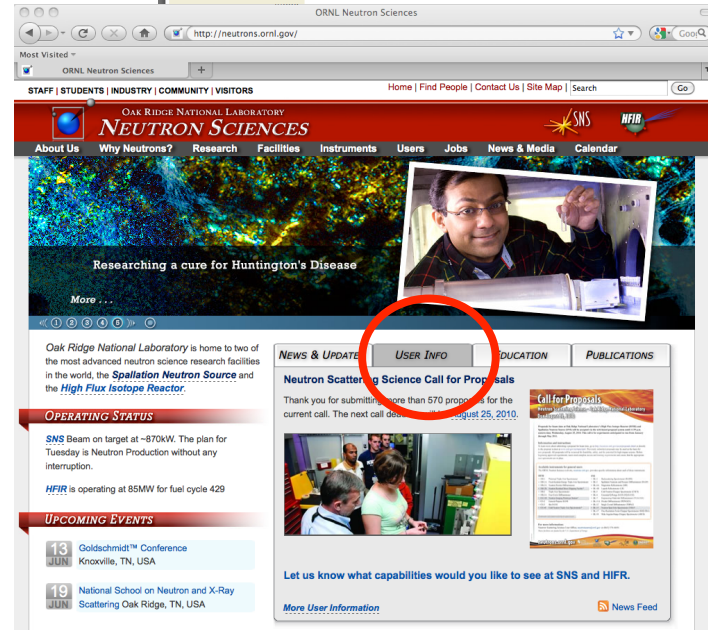 ORNL Neutron Sciences
http://neutrons.ornl.gov/
Most Visited
ORNL Neutron Sciences
STAFF | STUDENTS | INDUSTRY | COMMUNITY | VISITORS
Home | Find People | Contact Us | Site Map | Search Go
OAK RIDGE NATIONAL LABORATORY
NEUTRON SCIENCES
SNS HFIR
About Us Why Neutrons? Research Facilities Instruments Users Jobs News & Media Calendar
Researching a cure for Huntington's Disease
More . . .
1 2 3 4 5
Oak Ridge National Laboratory is home to two of
the most advanced neutron science research facilities
in the world, the Spallation Neutron Source and
the High Flux Isotope Reactor.
OPERATING STATUS
SNS Beam on target at ~870kW. The plan for
Tuesday is Neutron Production without any
interruption.
HFIR is operating at 85MW for fuel cycle 429
UPCOMING EVENTS
13 JUN
Goldschmidt™ Conference
Knoxville, TN, USA
19 JUN
National School on Neutron and X-Ray
Scattering Oak Ridge, TN, USA
NEWS & UPDATE USER INFO EDUCATION PUBLICATIONS
Neutron Scattering Science Call for Proposals
Thank you for submitting more than 570 proposals for the
current call. The next call August 25, 2010.
Call for Proposals
neutrons.ornl.gov
Let us know what capabilities would you like to see at SNS and HIFR.
More User Information
News Feed